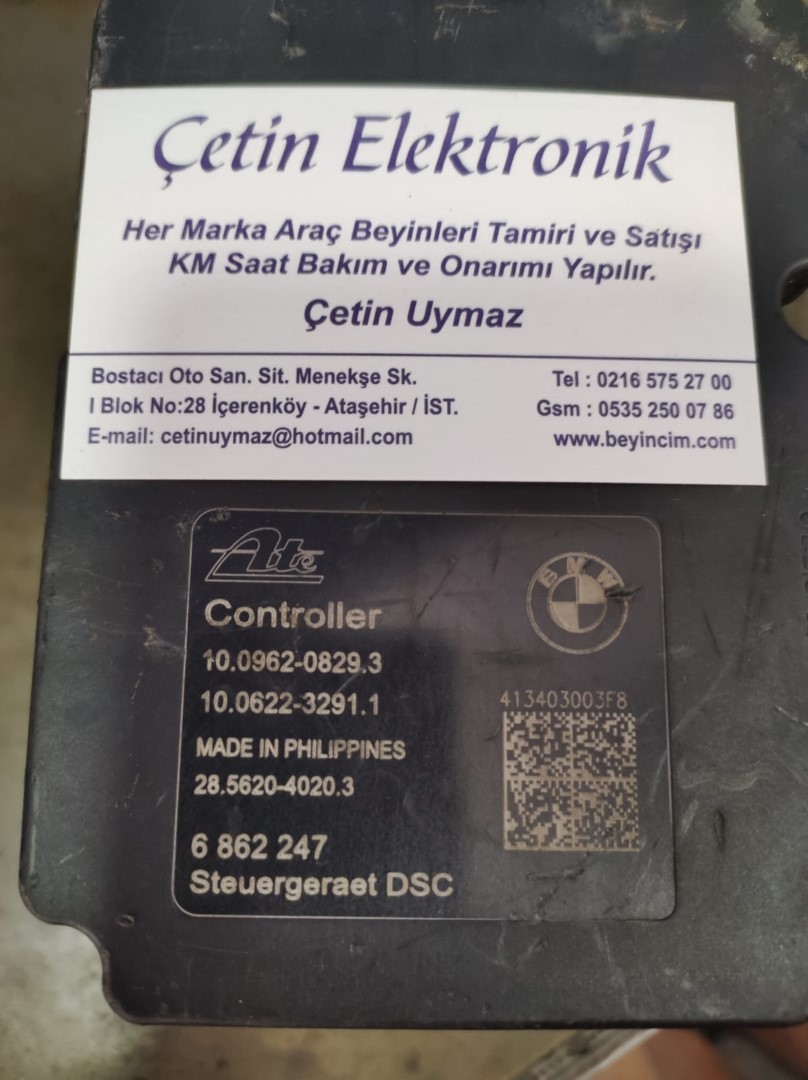 Çetin Elektronik
Her Marka Araç Beyinleri Tamiri ve Satışı
KM Saat Bakım ve Onarımı Yapılır.
Çetin Uymaz
Bostacı Oto San. Sit. Menekşe Sk.
I Blok No:28 İçerenköy - Ataşehir / İST.
E-mail: cetinuymaz@hotmail.com
Tel : 0216 575 27 00
Gsm : 0535 250 07 86
www.beyincim.com
Ate
BMW
Controller
10.0962-0829.3
10.0622-3291.1
413403003F8
MADE IN PHILIPPINES
28.5620-4020.3
6 862 247
Steuergeraet DSC